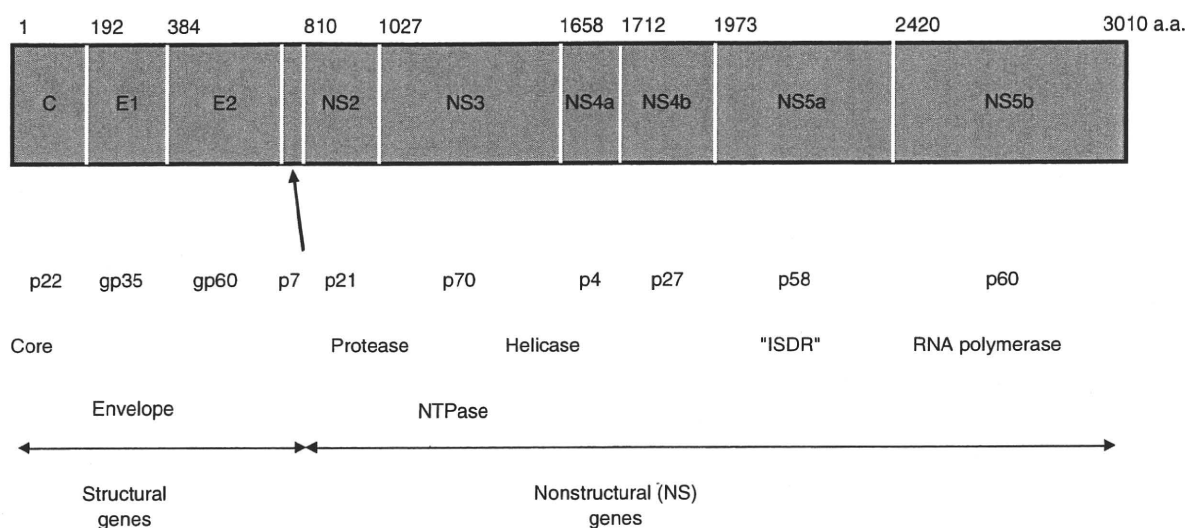 1 192 384 810 1027 1658 1712 1973 2420 3010 a.a.
C E1 E2 NS2 NS3 NS4a NS4b NS5a NS5b
p22 gp35 gp60 p7 p21 p70 p4 p27 p58 p60
Core Protease Helicase "ISDR" RNA polymerase
Envelope NTPase
Structural Nonstructural (NS)
genes genes